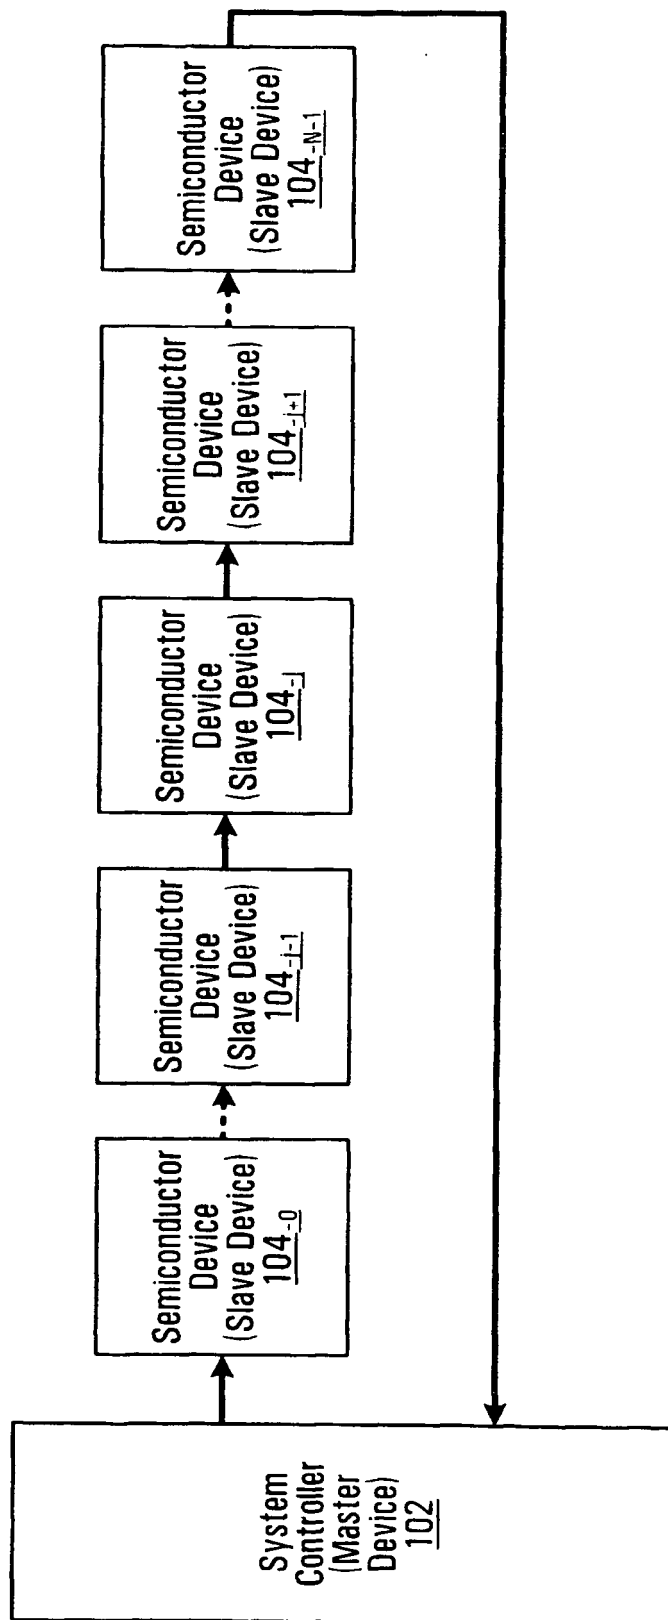 System
Controller
(Master
Device)
102
Semiconductor
Device
(Slave Device)
104-0
Semiconductor
Device
(Slave Device)
104-j-1
Semiconductor
Device
(Slave Device)
104-j
Semiconductor
Device
(Slave Device)
104-j+1
Semiconductor
Device
(Slave Device)
104-N-1